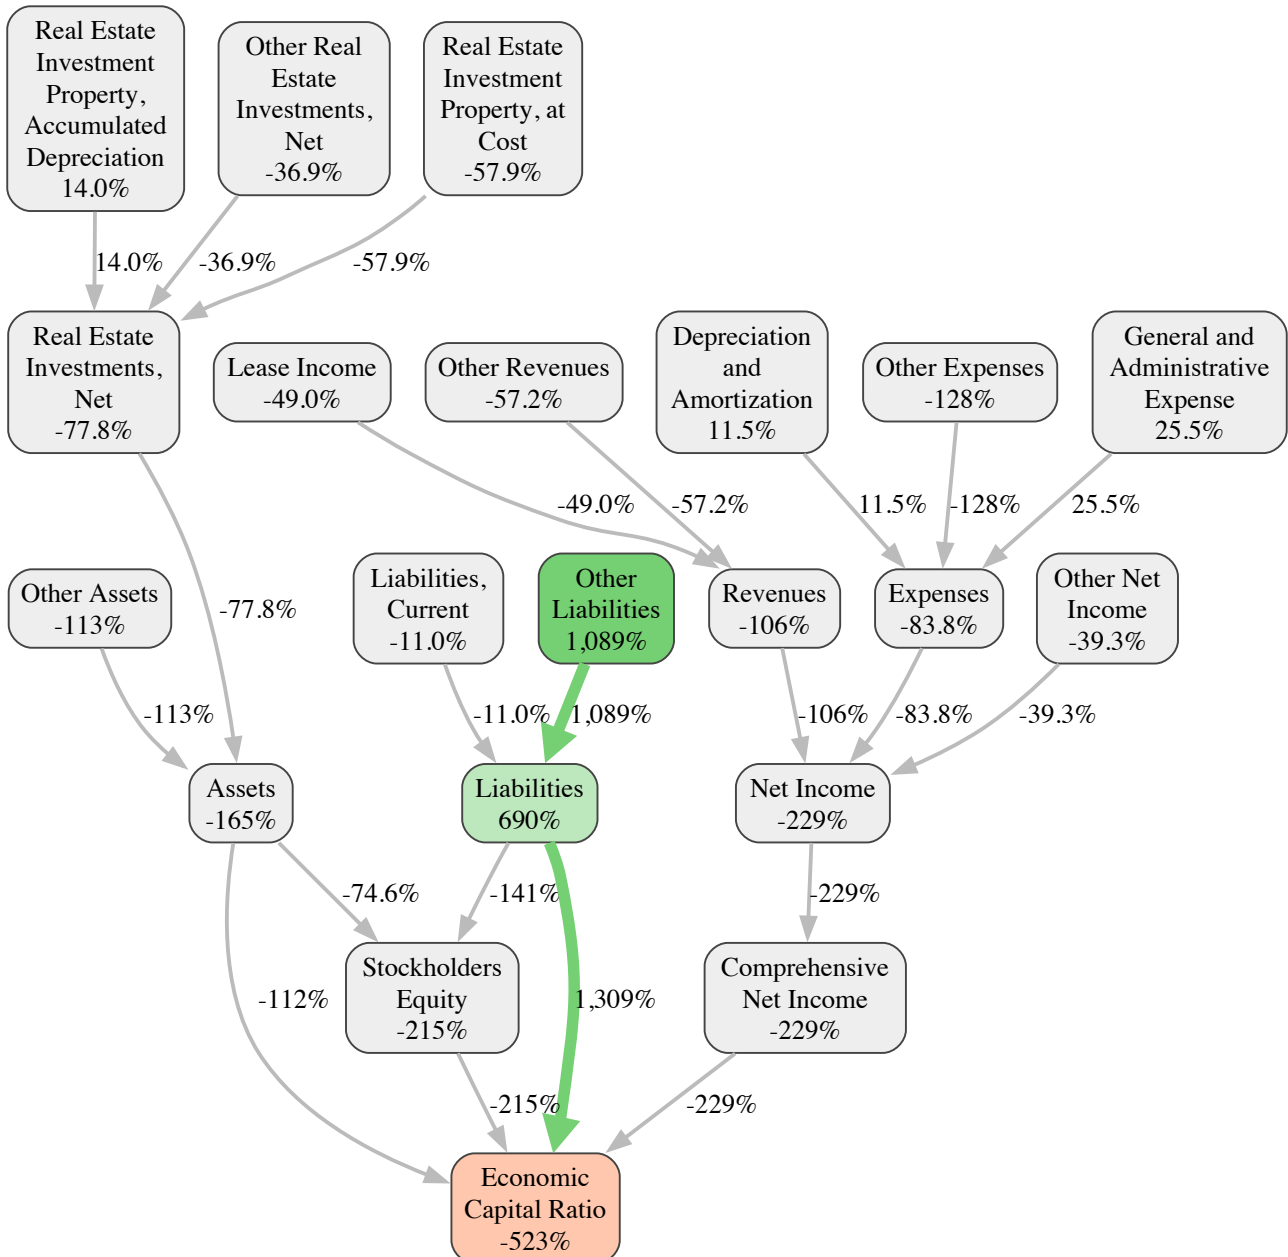 Real Estate
Investment
Property,
Accumulated
Depreciation
14.0%
Other Real
Estate
Investments,
Net
-36.9%
Real Estate
Investment
Property, at
Cost
-57.9%
14.0%
-36.9%
-57.9%
Real Estate
Investments,
Net
-77.8%
Lease Income
-49.0%
Other Revenues
-57.2%
Depreciation
and
Amortization
11.5%
Other Expenses
-128%
General and
Administrative
Expense
25.5%
-49.0%
-57.2%
11.5%
-128%
25.5%
Other Assets
-113%
-77.8%
Liabilities,
Current
-11.0%
Other
Liabilities
1,089%
Revenues
-106%
Expenses
-83.8%
Other Net
Income
-39.3%
-113%
-11.0%
1,089%
-106%
-83.8%
-39.3%
Assets
-165%
Liabilities
690%
Net Income
-229%
-74.6%
-141%
-229%
-112%
Stockholders
Equity
-215%
1,309%
Comprehensive
Net Income
-229%
-215%
-229%
Economic
Capital Ratio
-523%